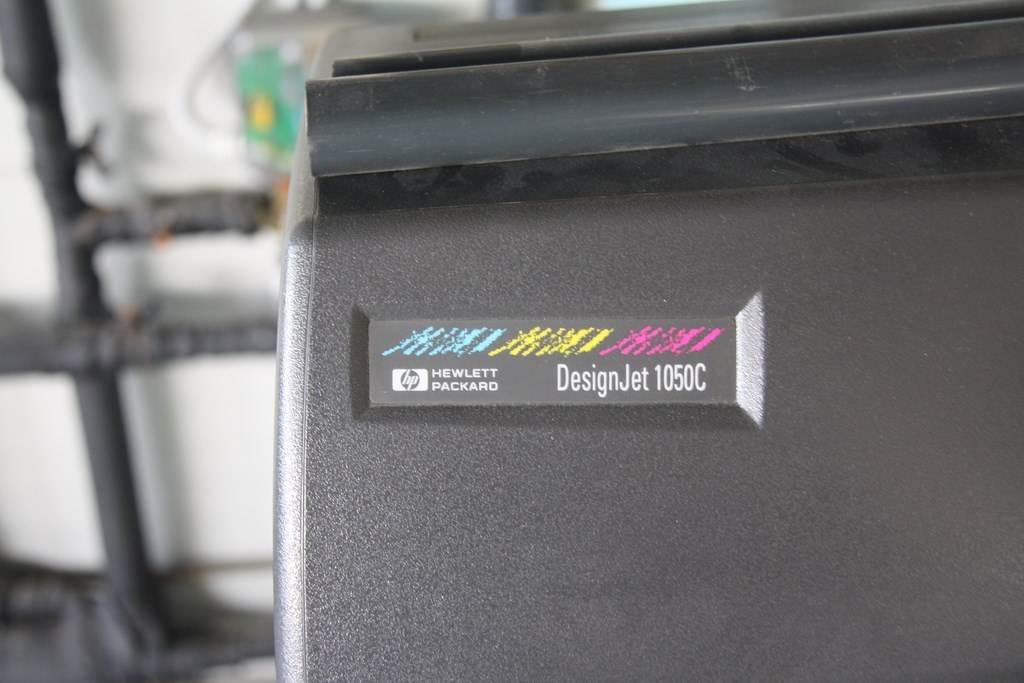 hp HEWLETT
PACKARD
DesignJet 1050C